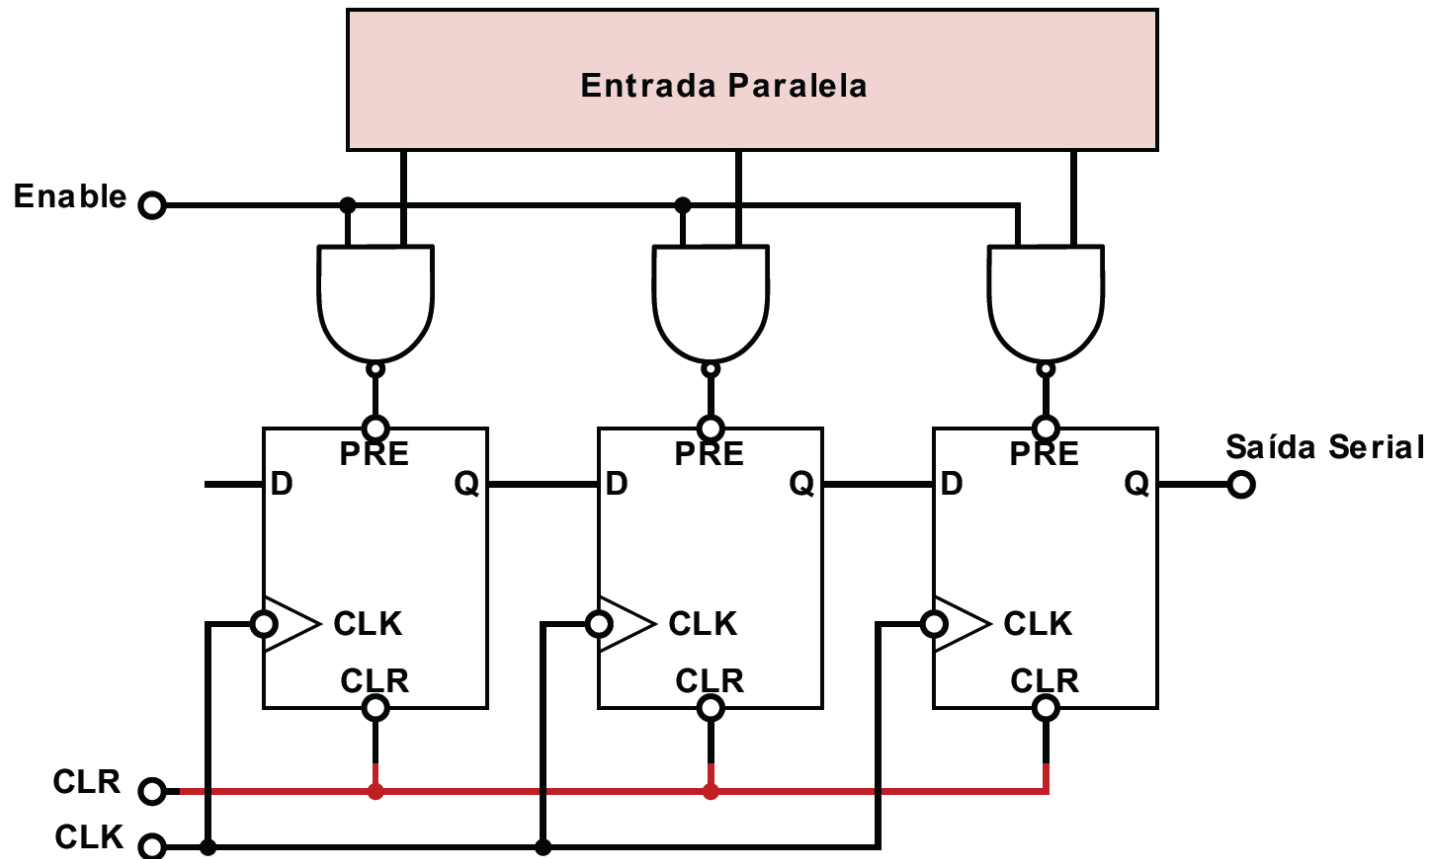 Entrada Paralela
Enable
PRE
PRE
PRE
Saída Serial
D
Q
D
Q
D
Q
CLK
CLK
CLK
CLR
CLR
CLR
CLR
CLK